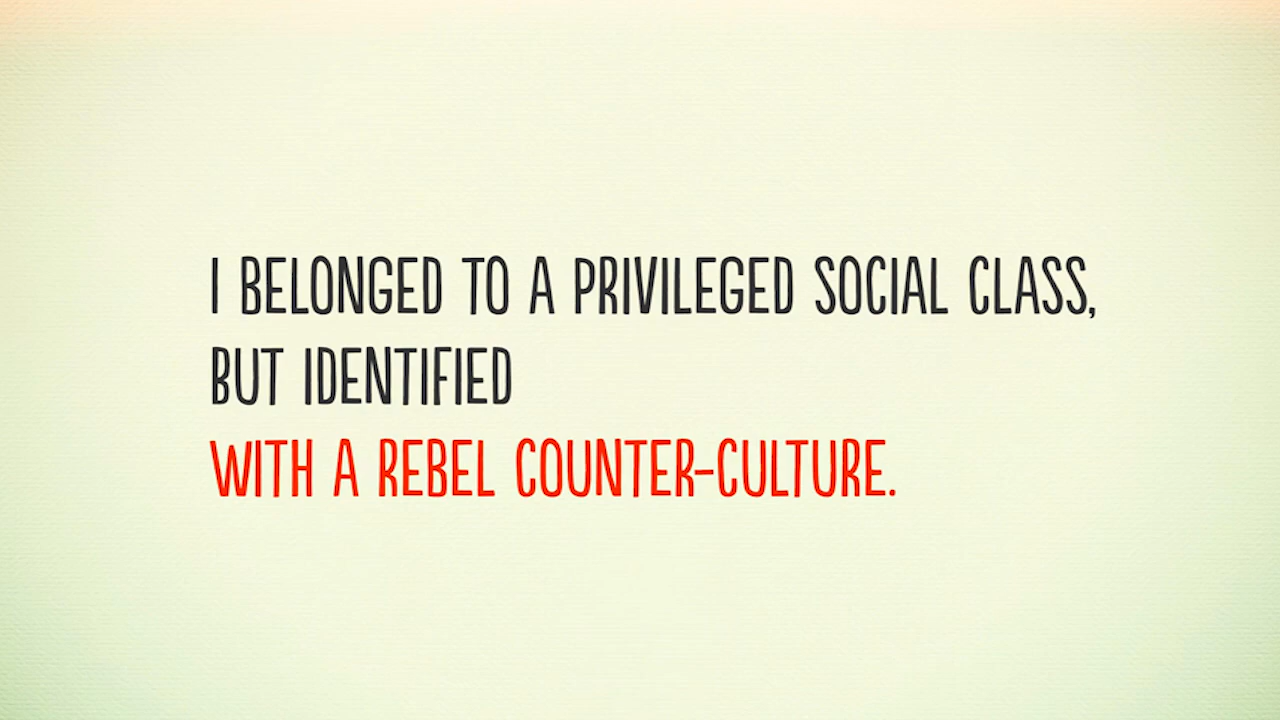 I BELONGED TO A PRIVILEGED SOCIAL CLASS,
BUT IDENTIFIED
WITH A REBEL COUNTER-CULTURE.